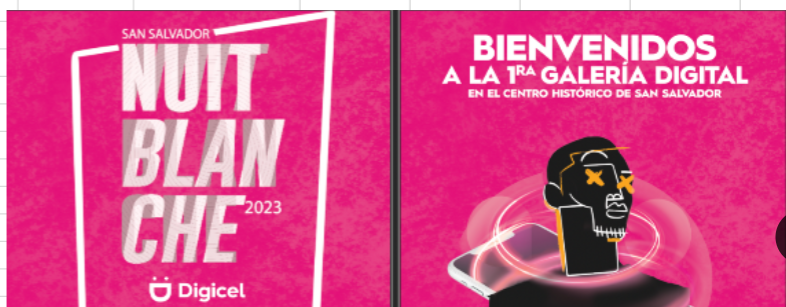 SAN SALVADOR
NUIT
BLAN
CHE 2023
Digicel
BIENVENIDOS
A LA 1RA GALERÍA DIGITAL
EN EL CENTRO HISTÓRICO DE SAN SALVADOR